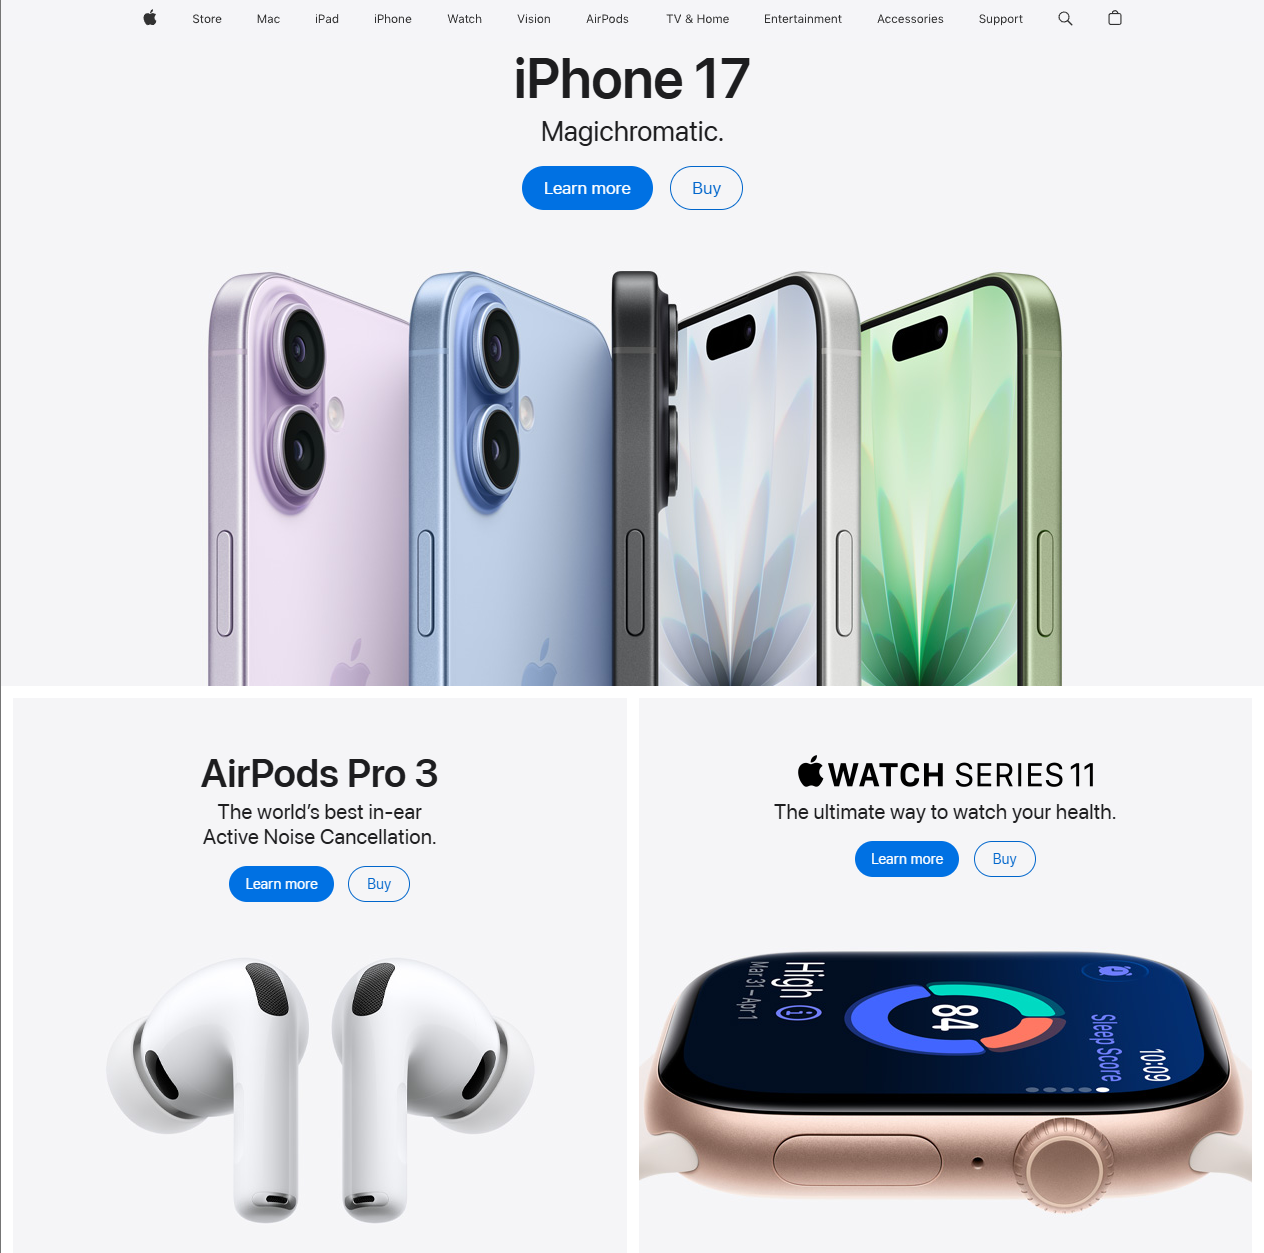 Store Mac iPad iPhone Watch Vision AirPods TV & Home Entertainment Accessories Support
iPhone 17
Magichromatic.
Learn more Buy
AirPods Pro 3
The world’s best in-ear
Active Noise Cancellation.
Learn more Buy
WATCH SERIES 11
The ultimate way to watch your health.
Learn more Buy
10:09
Sleep Score
84
High
Mar 31 – Apr 1